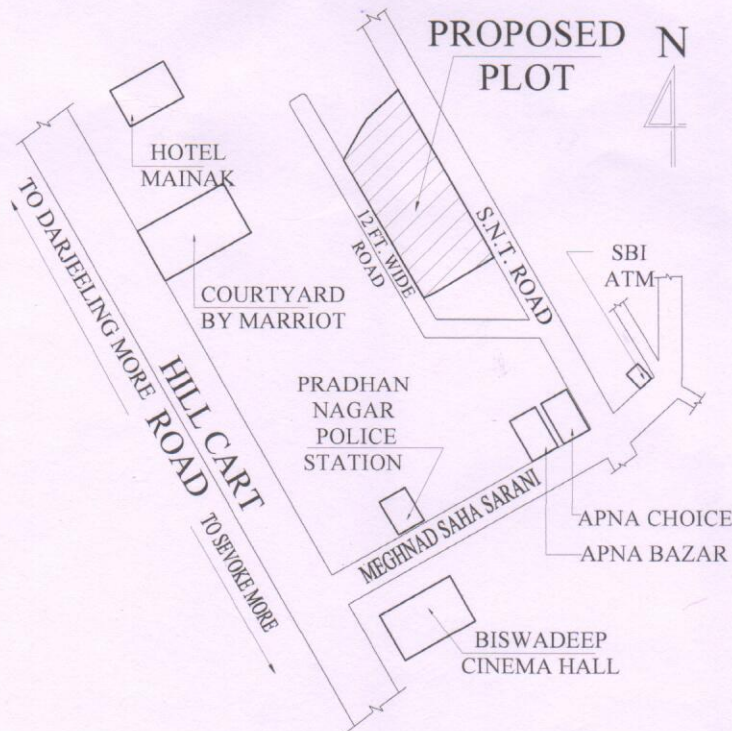 PROPOSED
PLOT
N
HOTEL
MAINAK
TO DARJEELING MORE
12 FT. WIDE
ROAD
S.N.T. ROAD
SBI
ATM
COURTYARD
BY MARRIOT
HILL CART
ROAD
PRADHAN
NAGAR
POLICE
STATION
TO SEVOKE MORE
MEGHNAD SAHA SARANI
APNA CHOICE
APNA BAZAR
BISWADEEP
CINEMA HALL